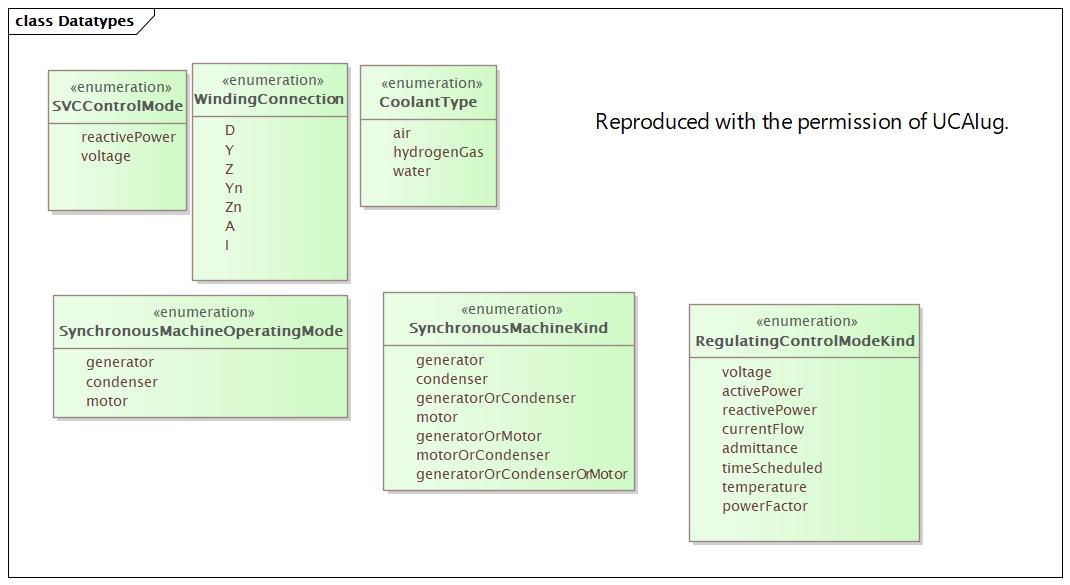 class Datatypes
«enumeration»
SVCControlMode
reactivePower
voltage
«enumeration»
WindingConnection
D
Y
Z
Yn
Zn
A
I
«enumeration»
CoolantType
air
hydrogenGas
water
Reproduced with the permission of UCAIug.
«enumeration»
SynchronousMachineOperatingMode
generator
condenser
motor
«enumeration»
SynchronousMachineKind
generator
condenser
generatorOrCondenser
motor
generatorOrMotor
motorOrCondenser
generatorOrCondenserOrMotor
«enumeration»
RegulatingControlModeKind
voltage
activePower
reactivePower
currentFlow
admittance
timeScheduled
temperature
powerFactor